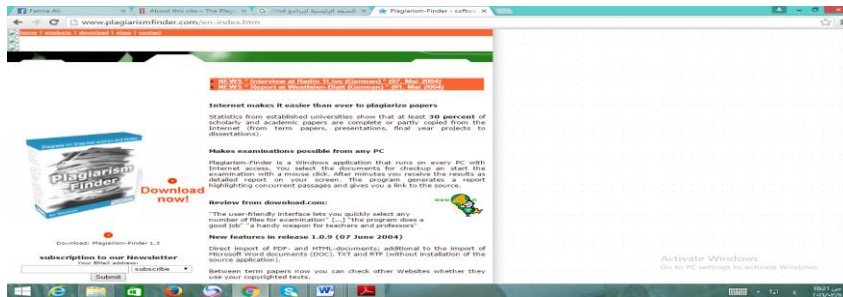 Fatma Ali
About this site - The Plag
Plagiarism-Finder - softw
www.plagiarismfinder.com/en-index.htm
home | products | download | shop | contact
NEWS * Interview at Radio 1Live (German) * (07. Mai 2004)
NEWS * Report at Westfalen-Blatt (German) * (01. Mai 2004)
Internet makes it easier than ever to plagiarize papers
Statistics from established universities show that at least 30 percent of
scholarly and academic papers are complete or partly copied from the
Internet (from term papers, presentations, final year projects to
dissertations).
Makes examinations possible from any PC
Plagiarism-Finder is a Windows application that runs on every PC with
Internet access. You select the documents for checkup an start the
examination with a mouse click. After minutes you receive the results as
detailed report on your screen. The program generates a report
highlighting concurrent passages and gives you a link to the source.
Plagiarism
Finder
Download
now!
Review from download.com:
"The user-friendly interface lets you quickly select any
number of files for examination" [...] "the program does a
good job" "a handy weapon for teachers and professors"
Download: Plagiarism-Finder 1.3
New features in release 1.0.9 (07 June 2004)
Direct import of PDF- and HTML-documents; additional to the import of
Microsoft Word documents (DOC), TXT and RTF (without installation of the
source application).
subscription to our Newsletter
Your EMail address:
subscribe
Submit
Between term papers now you can check other Websites whether they
use your copyrighted texts.
Activate Windows
Go to PC settings to activate Windows.